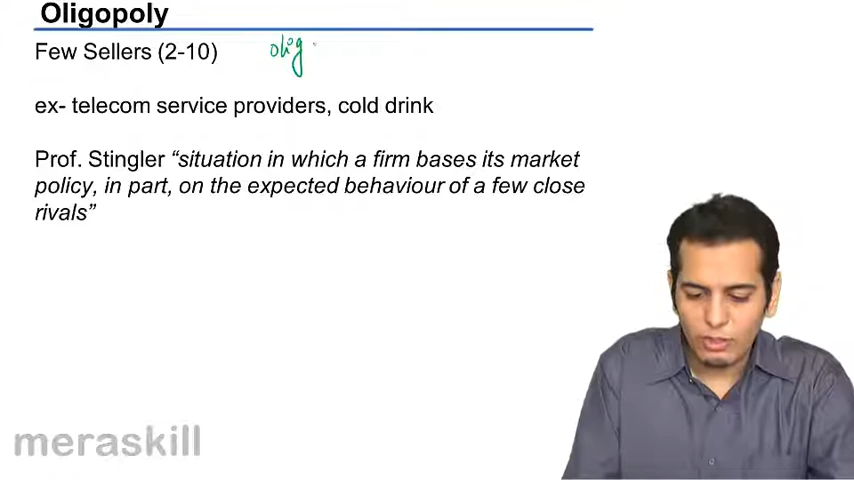 Oligopoly
Few Sellers (2-10) olig
ex- telecom service providers, cold drink
Prof. Stingler “situation in which a firm bases its market
policy, in part, on the expected behaviour of a few close
rivals”
meraskill